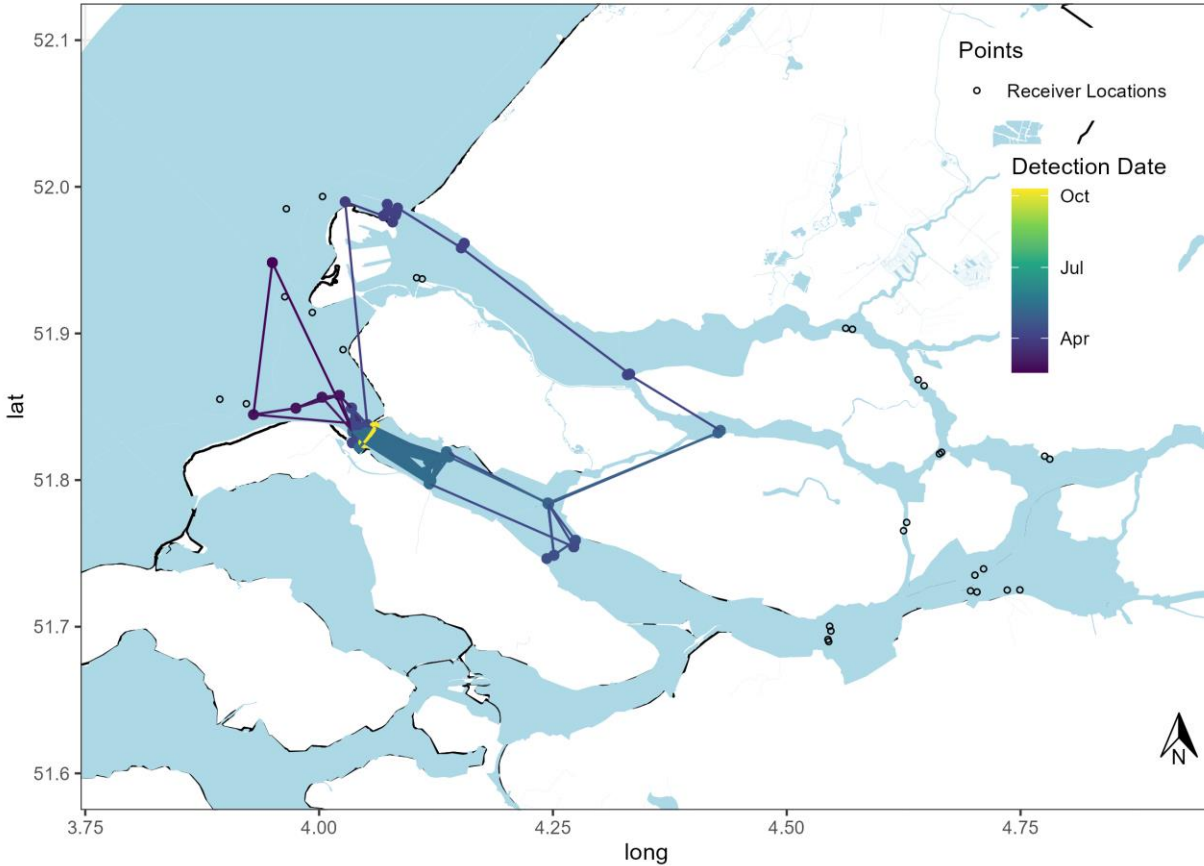 52.1
52.0
51.9
51.8
51.7
51.6
lat
3.75
4.00
4.25
4.50
4.75
long
Points
Receiver Locations
Detection Date
Oct
Jul
Apr
N